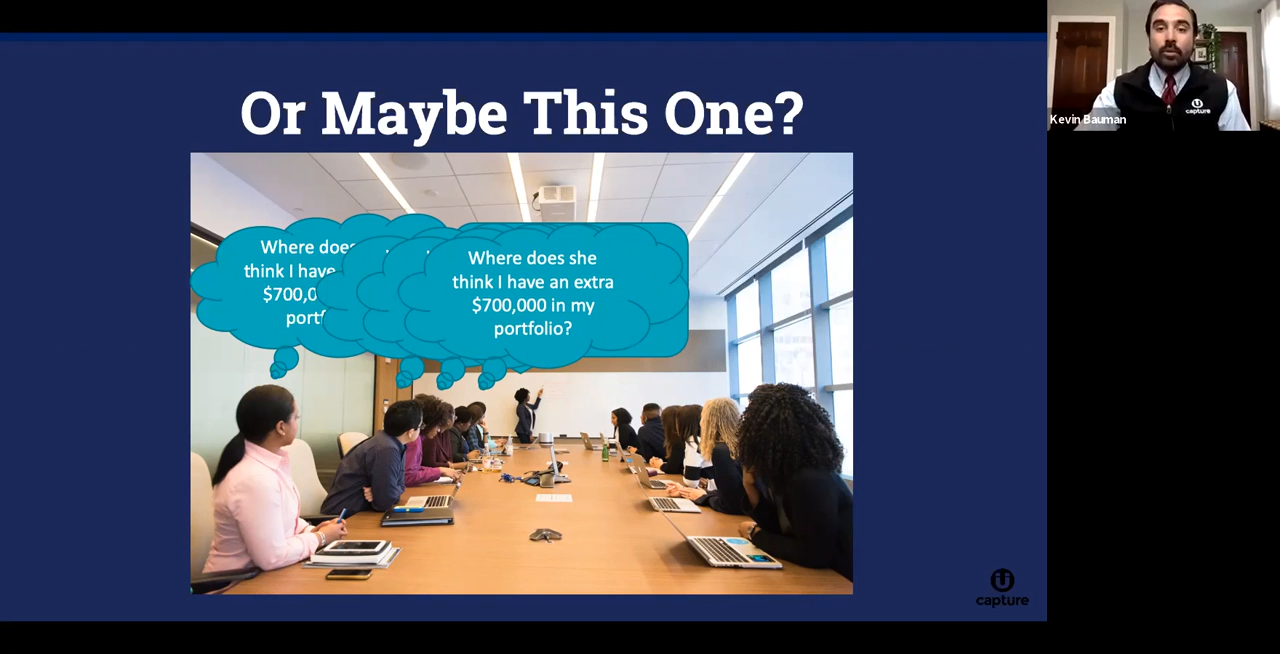 Or Maybe This One?
Kevin Bauman
capture
Where does
think I have
$700,0
portf
Where does she
think I have an extra
$700,000 in my
portfolio?
capture